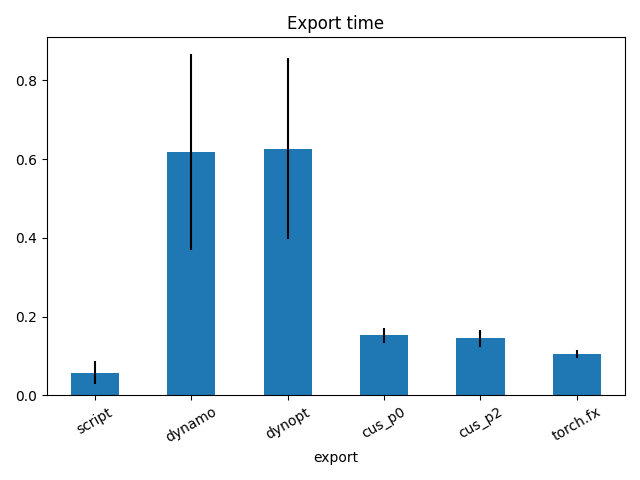 Export time
0.8
0.6
0.4
0.2
0.0
script
dynamo
dynopt
cus_p0
cus_p2
torch.fx
export